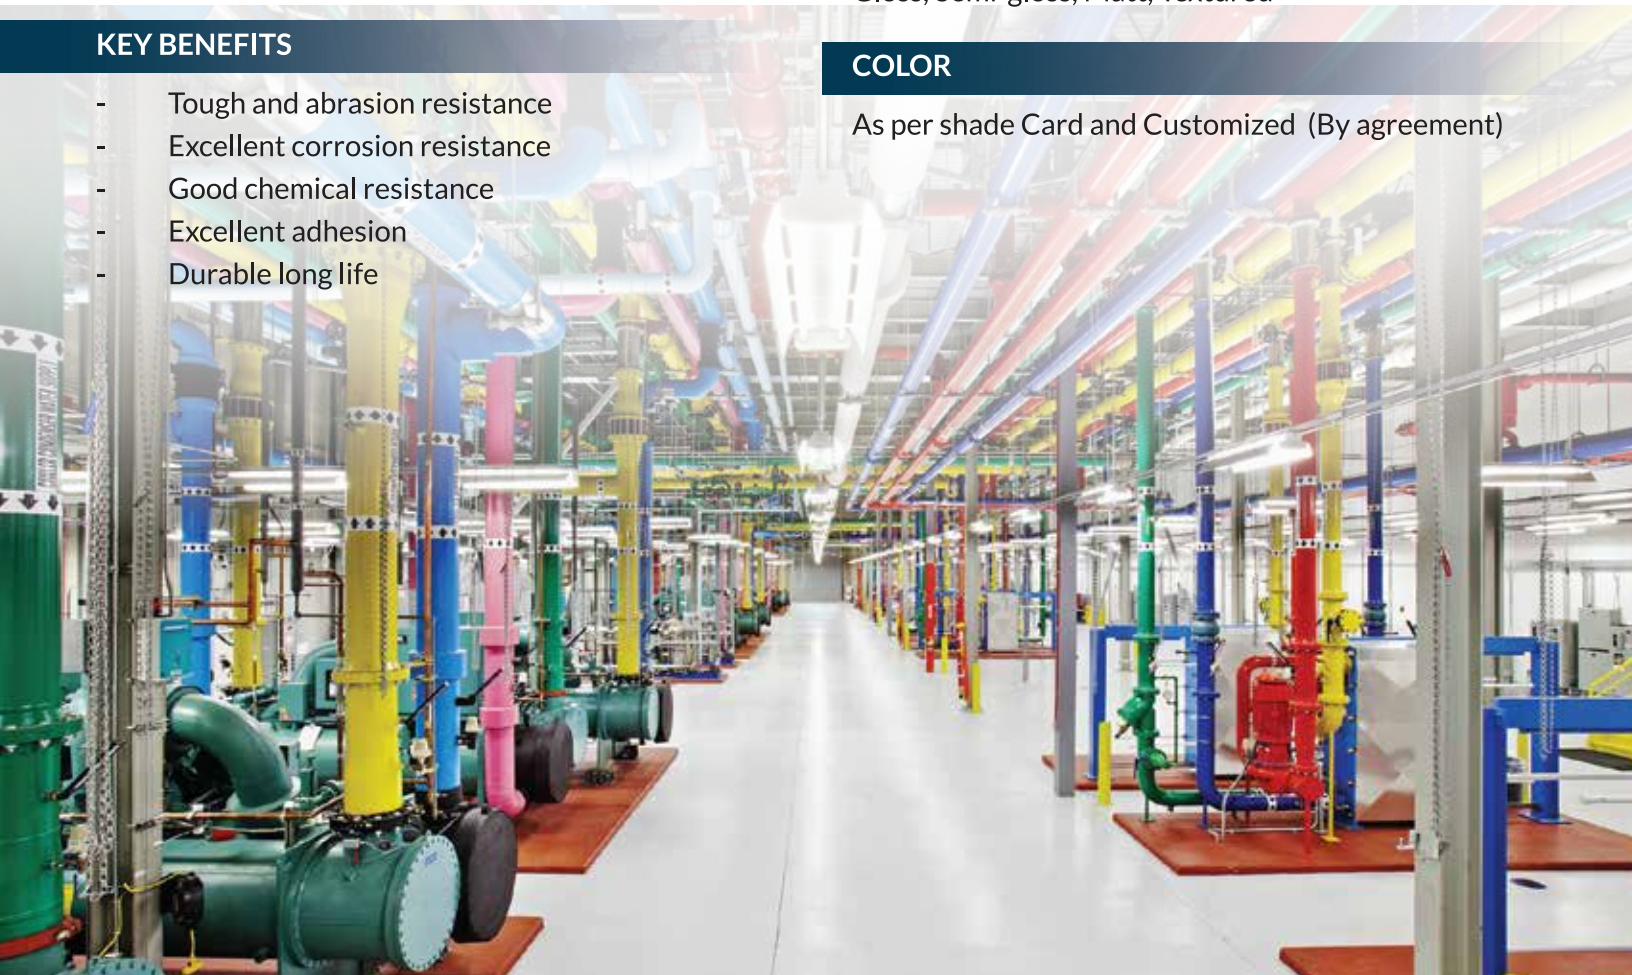 KEY BENEFITS
- Tough and abrasion resistance
- Excellent corrosion resistance
- Good chemical resistance
- Excellent adhesion
- Durable long life
COLOR
As per shade Card and Customized (By agreement)